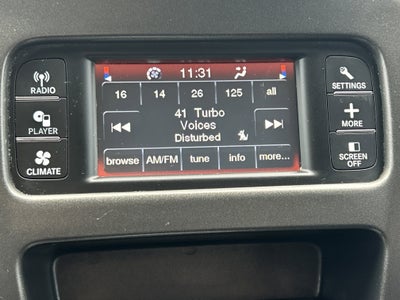 RADIO
PLAYER
CLIMATE
11:31
16 14 26 125 all
41 Turbo
Voices
Disturbed
browse AM/FM tune info more...
SETTINGS
MORE
SCREEN
OFF